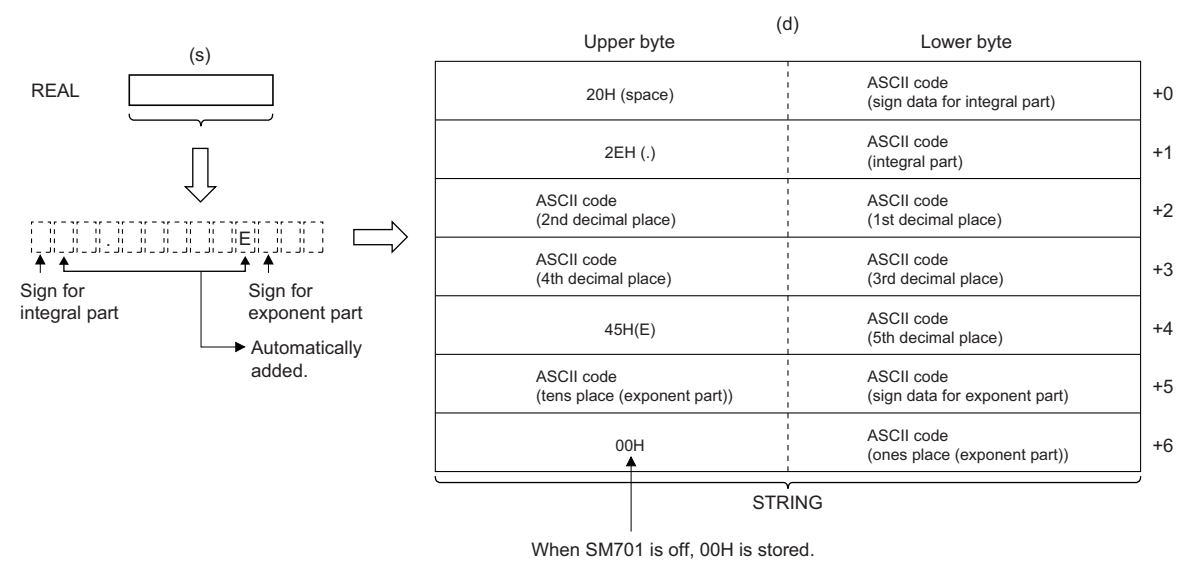 (s)
REAL
. E
Sign for
integral part
Sign for
exponent part
Automatically
added.
(d)
Upper byte Lower byte
20H (space) ASCII code
(sign data for integral part) +0
2EH (.) ASCII code
(integral part) +1
ASCII code ASCII code
(2nd decimal place) (1st decimal place) +2
ASCII code ASCII code
(4th decimal place) (3rd decimal place) +3
45H(E) ASCII code
(5th decimal place) +4
ASCII code ASCII code
(tens place (exponent part)) (sign data for exponent part) +5
00H ASCII code
(ones place (exponent part)) +6
STRING
When SM701 is off, 00H is stored.